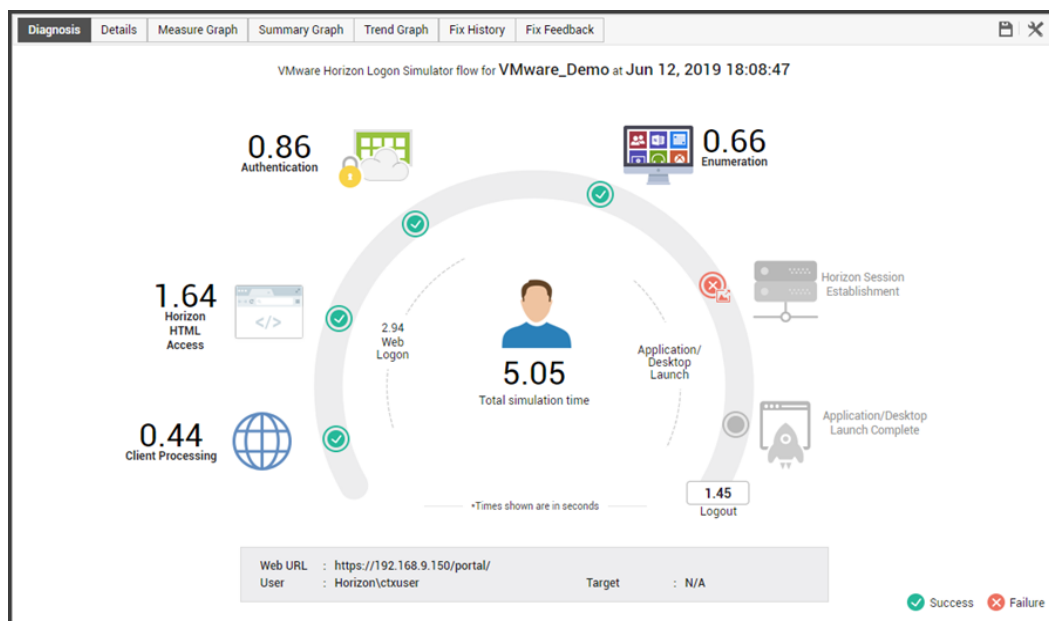 Diagnosis
Details
Measure Graph
Summary Graph
Trend Graph
Fix History
Fix Feedback
VMware Horizon Logon Simulator flow for VMware_Demo at Jun 12, 2019 18:08:47
0.86
Authentication
0.66
Enumeration
1.64
Horizon
HTML
Access
</>
2.94
Web
Logon
5.05
Total simulation time
Application/
Desktop
Launch
Horizon Session
Establishment
0.44
Client Processing
Application/Desktop
Launch Complete
*Times shown are in seconds
1.45
Logout
Web URL : https://192.168.9.150/portal/
User : Horizon\ctxuser Target : N/A
Success Failure